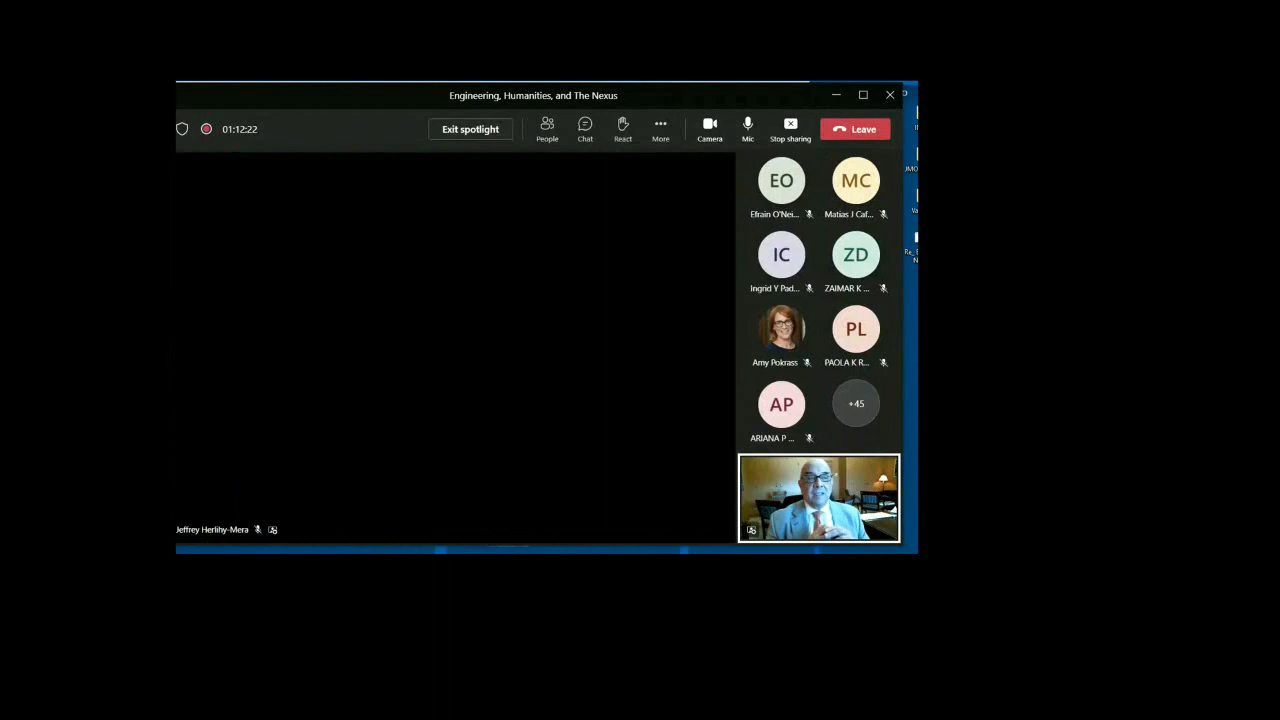 Engineering, Humanities, and The Nexus
01:12:22
Exit spotlight
People
Chat
React
More
Camera
Mic
Stop sharing
Leave
EO
MC
Efrain O'Nei...
Matias J Caf...
IC
ZD
Ingrid Y Pad...
ZAIMAR K ...
PL
Amy Pokrass
PAOLA K R...
AP
+45
ARIANA P ...
Jeffrey Herlihy-Mera